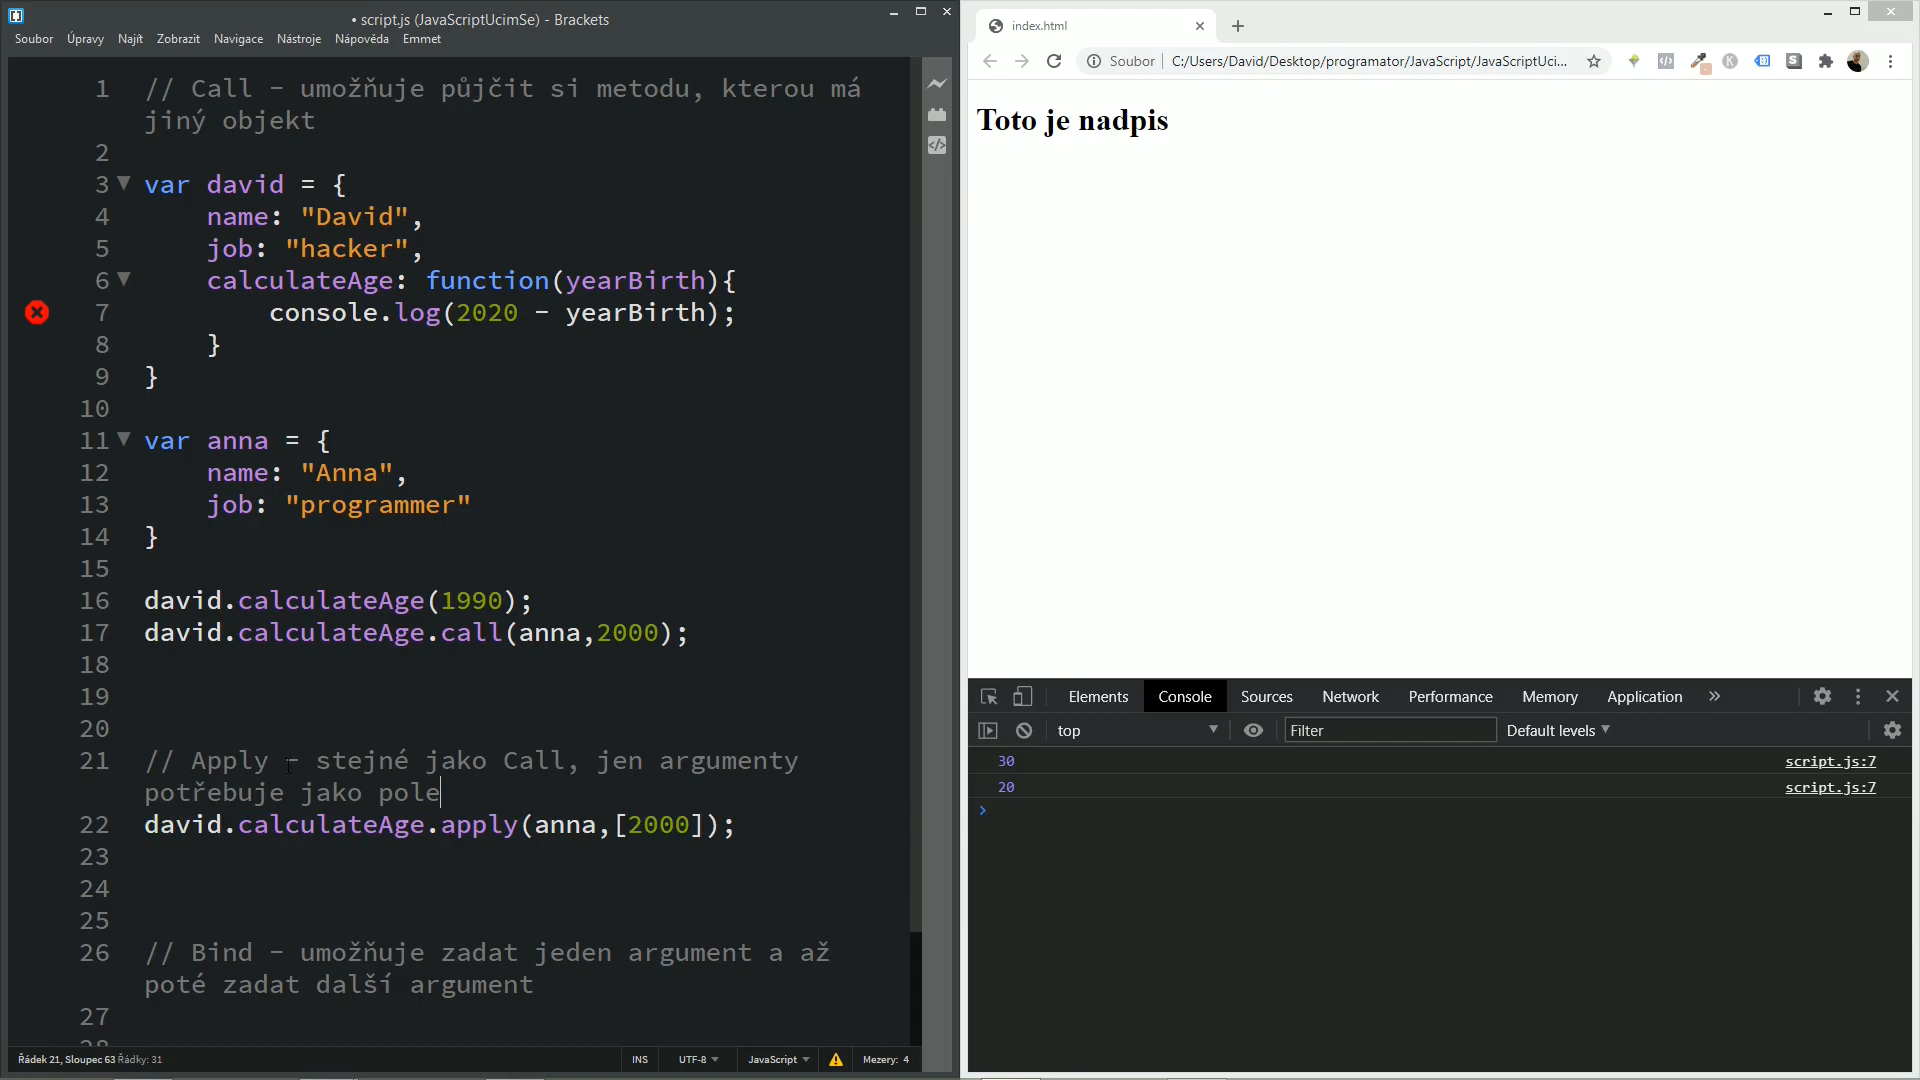 • script.js (JavaScriptUcimSe) - Brackets
Soubor Úpravy Najít Zobrazit Navigace Nástroje Nápověda Emmet
1 // Call - umožňuje půjčit si metodu, kterou má
jiný objekt
2
3 var david = {
4 name: "David",
5 job: "hacker",
6 calculateAge: function(yearBirth){
7 console.log(2020 - yearBirth);
8 }
9 }
10
11 var anna = {
12 name: "Anna",
13 job: "programmer"
14 }
15
16 david.calculateAge(1990);
17 david.calculateAge.call(anna,2000);
18
19
20
21 // Apply - stejné jako Call, jen argumenty
potřebuje jako pole
22 david.calculateAge.apply(anna,[2000]);
23
24
25
26 // Bind - umožňuje zadat jeden argument a až
poté zadat další argument
27
28
Řádek 21, Sloupec 63 Řádky: 31 INS UTF-8 JavaScript Mezery: 4
index.html
Soubor C:/Users/David/Desktop/programator/JavaScript/JavaScriptUci...
Toto je nadpis
Elements Console Sources Network Performance Memory Application »
top Filter Default levels
30 script.js:7
20 script.js:7